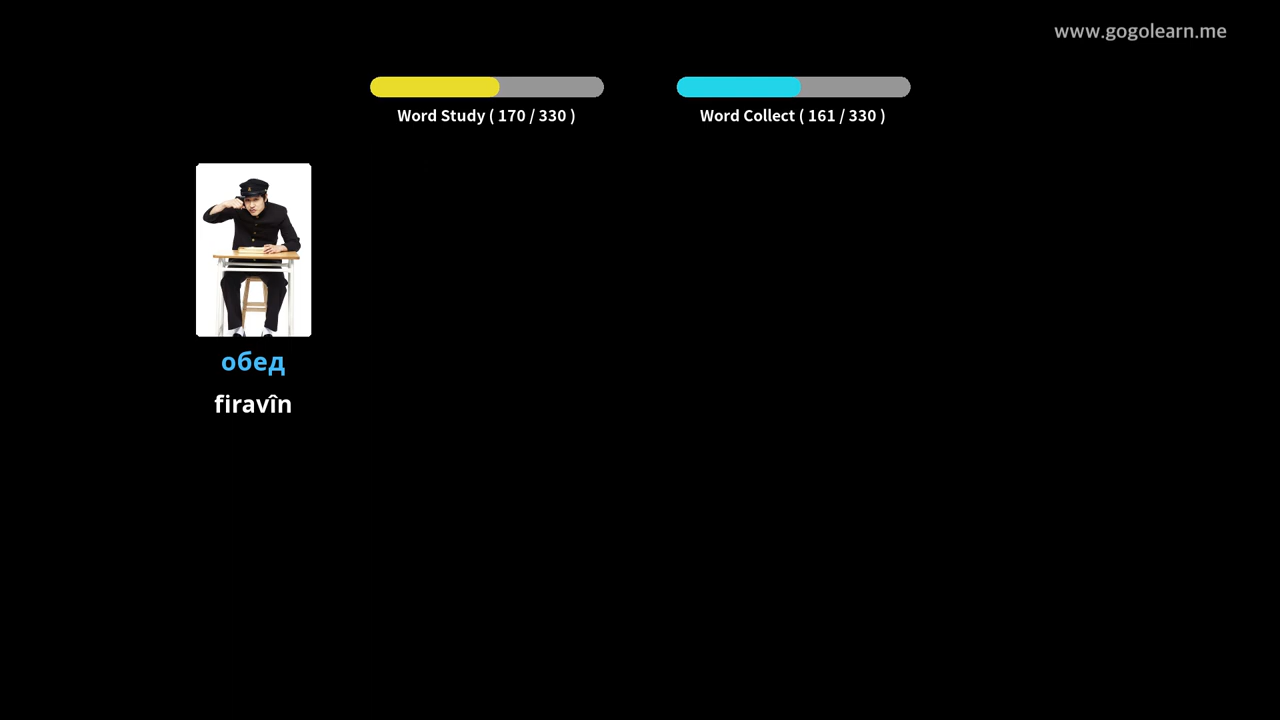 www.gogolearn.me
Word Study ( 170 / 330 )
Word Collect ( 161 / 330 )
обед
firavîn